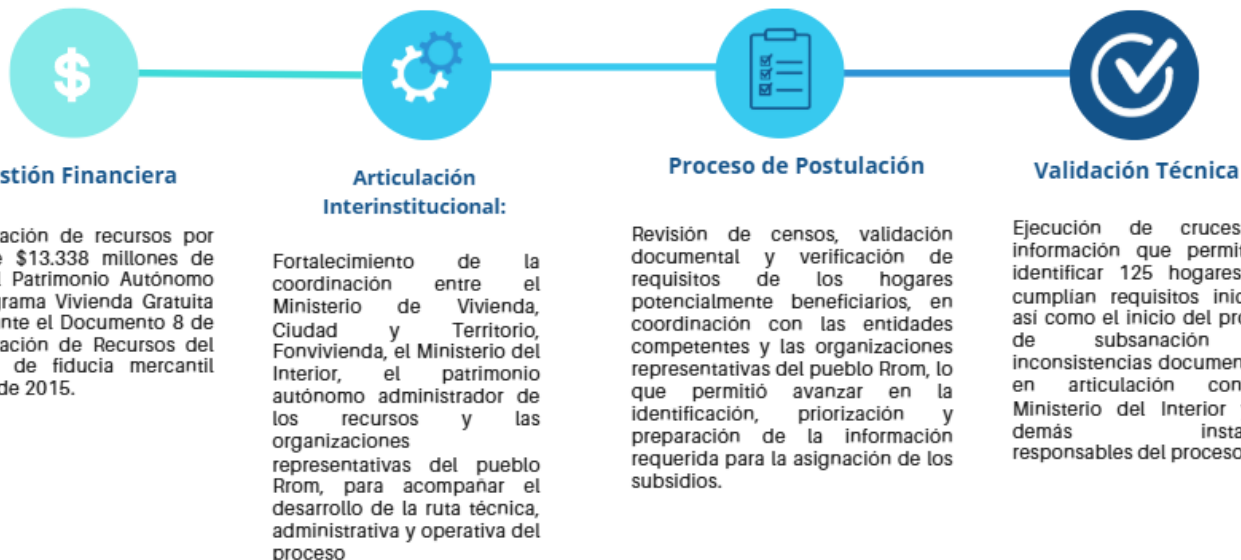 $
stión Financiera
ación de recursos por
$13.338 millones de
Patrimonio Autónomo
grama Vivienda Gratuita
ante el Documento 8 de
ación de Recursos del
de fiducia mercantil
de 2015.
Articulación
Interinstitucional:
Fortalecimiento de la
coordinación entre el
Ministerio de Vivienda,
Ciudad y Territorio,
Fonvivienda, el Ministerio del
Interior, el patrimonio
autónomo administrador de
los recursos y las
organizaciones
representativas del pueblo
Rrom, para acompañar el
desarrollo de la ruta técnica,
administrativa y operativa del
proceso
Proceso de Postulación
Revisión de censos, validación
documental y verificación de
requisitos de los hogares
potencialmente beneficiarios, en
coordinación con las entidades
competentes y las organizaciones
representativas del pueblo Rrom, lo
que permitió avanzar en la
identificación, priorización y
preparación de la información
requerida para la asignación de los
subsidios.
Validación Técnica
Ejecución de cruces
información que permi
identificar 125 hogares
cumplían requisitos inic
así como el inicio del pro
de subsanación
inconsistencias document
en articulación con
Ministerio del Interior
demás insta
responsables del proceso